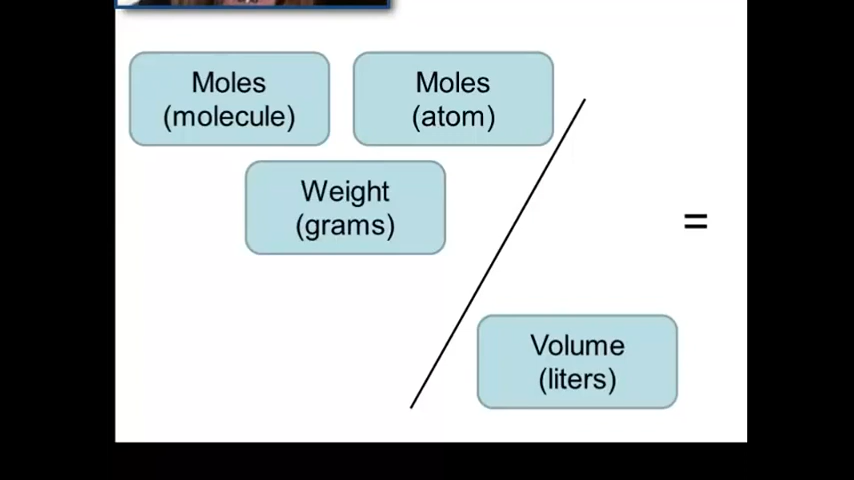 Moles
(molecule)
Moles
(atom)
Weight
(grams)
=
Volume
(liters)